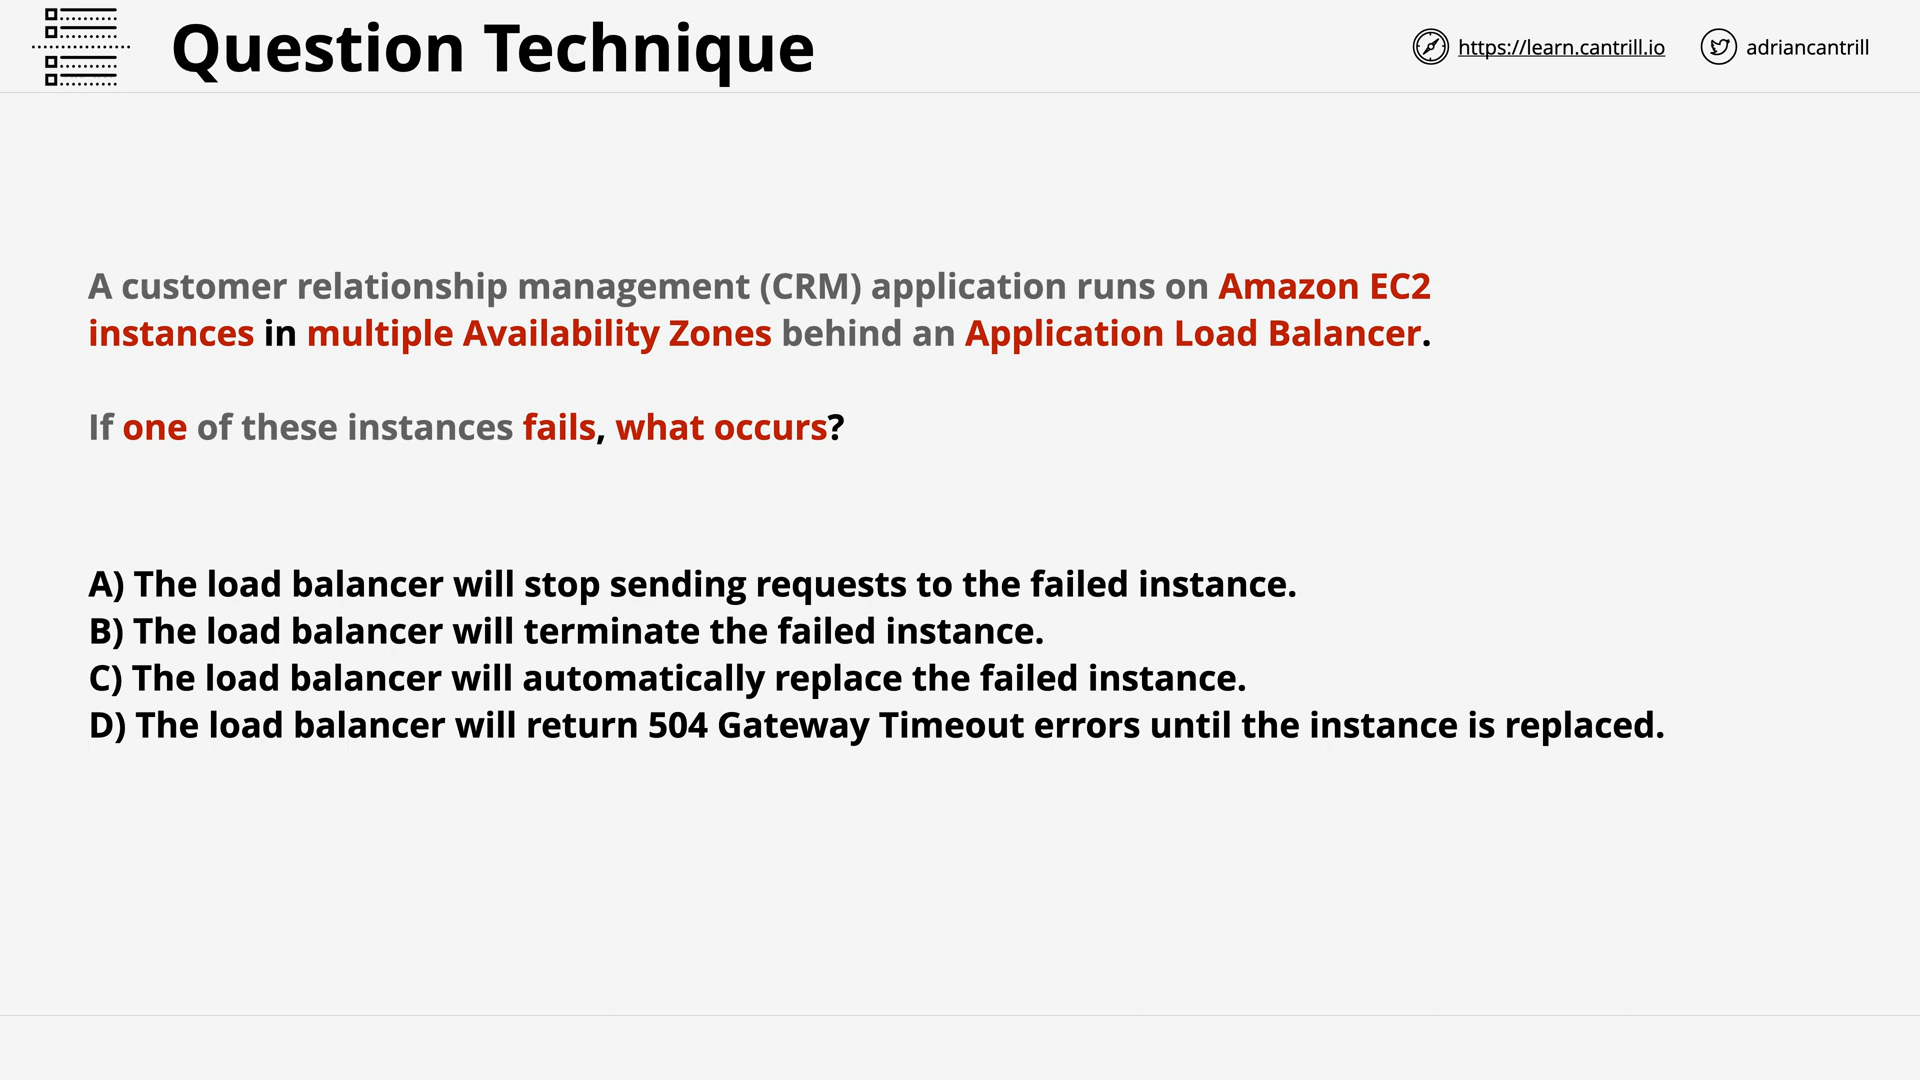 Question Technique
https://learn.cantrill.io
adriancantrill
A customer relationship management (CRM) application runs on Amazon EC2
instances in multiple Availability Zones behind an Application Load Balancer.
If one of these instances fails, what occurs?
A) The load balancer will stop sending requests to the failed instance.
B) The load balancer will terminate the failed instance.
C) The load balancer will automatically replace the failed instance.
D) The load balancer will return 504 Gateway Timeout errors until the instance is replaced.